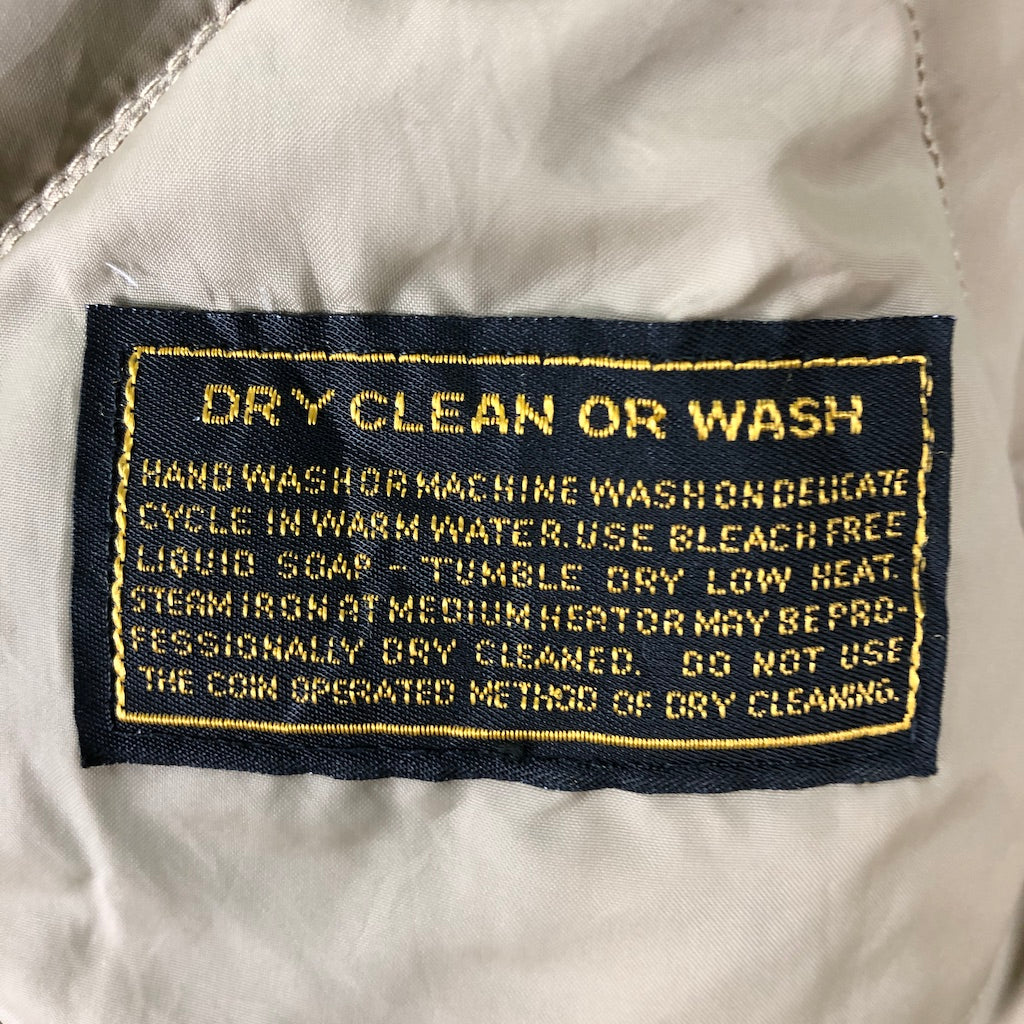 DRY CLEAN OR WASH
HAND WASH OR MACHINE WASH ON DELICATE
CYCLE IN WARM WATER. USE BLEACH FREE
LIQUID SOAP - TUMBLE DRY LOW HEAT.
STEAM IRON AT MEDIUM HEAT OR MAY BE PRO-
FESSIONALLY DRY CLEANED. DO NOT USE
THE COIN OPERATED METHOD OF DRY CLEANING.